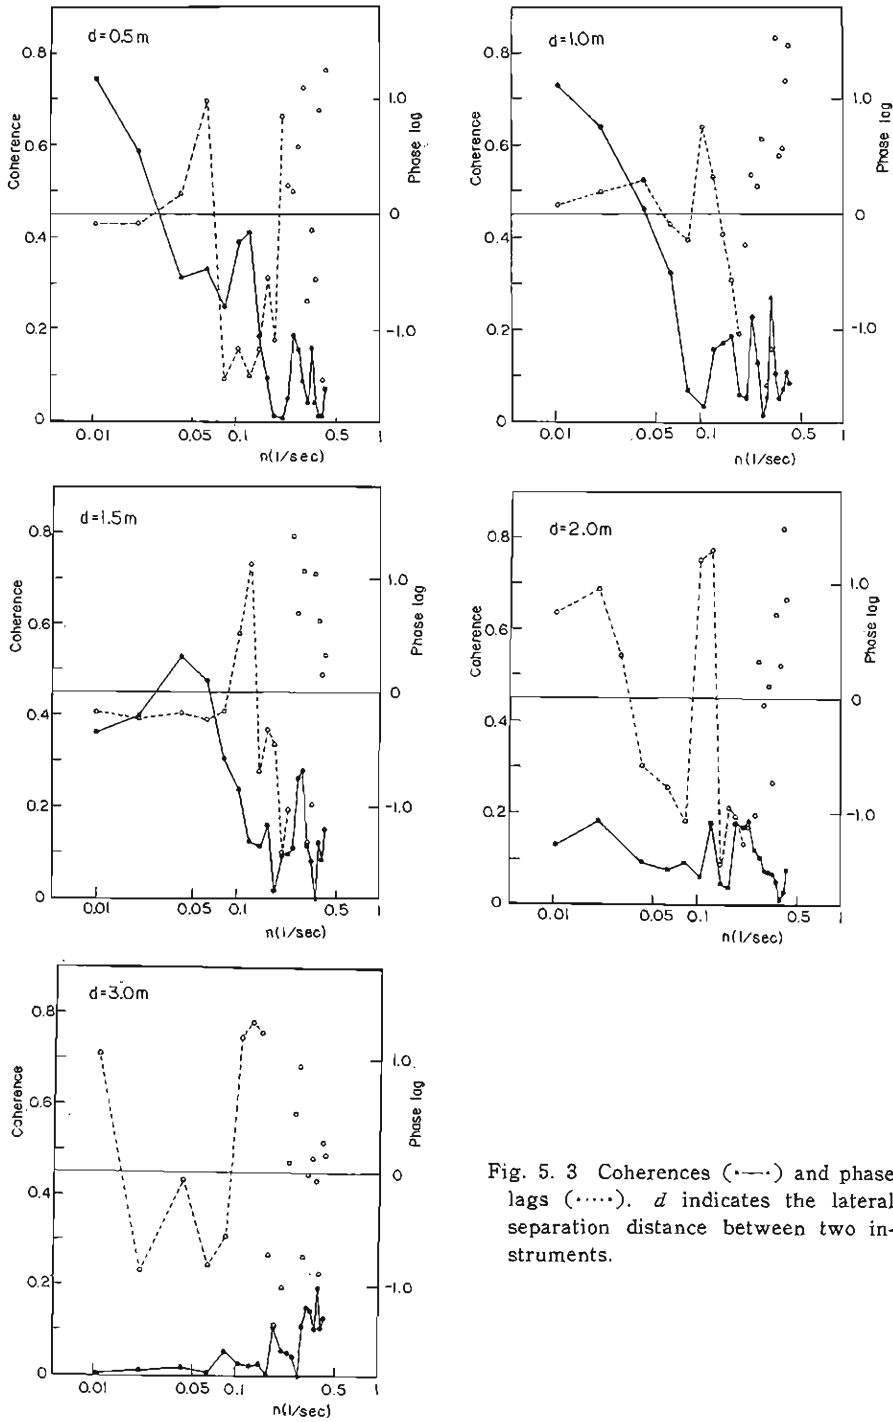 d=0.5m
0.8
0.6
0.4
0.2
0
Coherence
1.0
0
-1.0
Phase lag
0.01
0.05
0.1
0.5
1
n(1/sec)
d=1.0m
0.8
0.6
0.4
0.2
0
Coherence
1.0
0
-1.0
Phase lag
0.01
0.05
0.1
0.5
1
n(1/sec)
d=1.5m
0.8
0.6
0.4
0.2
0
Coherence
1.0
0
-1.0
Phase lag
0.01
0.05
0.1
0.5
1
n(1/sec)
d=2.0m
0.8
0.6
0.4
0.2
0
Coherence
1.0
0
-1.0
Phase lag
0.01
0.05
0.1
0.5
1
n(1/sec)
d=3.0m
0.8
0.6
0.4
0.2
0
Coherence
1.0
0
-1.0
Phase lag
0.01
0.05
0.1
0.5
1
n(1/sec)
Fig. 5. 3 Coherences (•—•) and phase
lags (·····). d indicates the lateral
separation distance between two in-
struments.